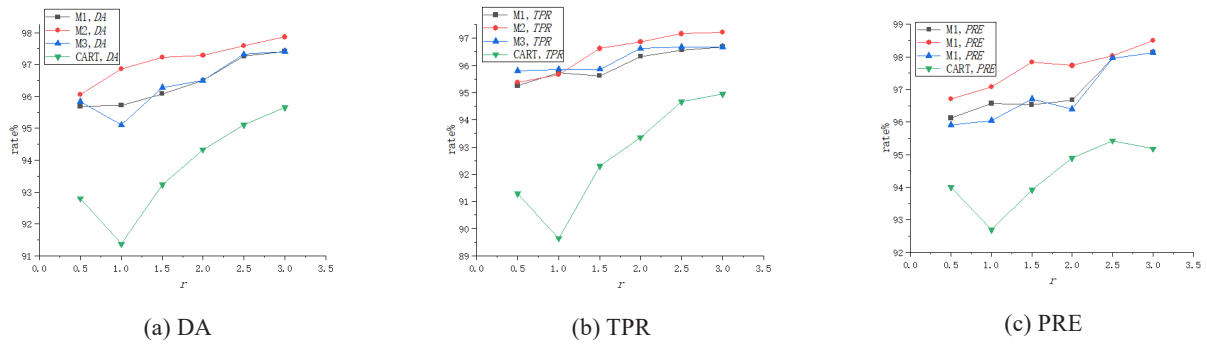 M1, DA
M2, DA
M3, DA
CART, DA
98
97
96
95
94
93
92
91
rate%
0.0 0.5 1.0 1.5 2.0 2.5 3.0 3.5
r
(a) DA
M1, TPR
M2, TPR
M3, TPR
CART, TPR
97
96
95
94
93
92
91
90
89
rate%
0.0 0.5 1.0 1.5 2.0 2.5 3.0 3.5
r
(b) TPR
99
M1, PRE
M1, PRE
M1, PRE
CART, PRE
98
97
96
95
94
93
92
rate%
0.0 0.5 1.0 1.5 2.0 2.5 3.0 3.5
r
(c) PRE